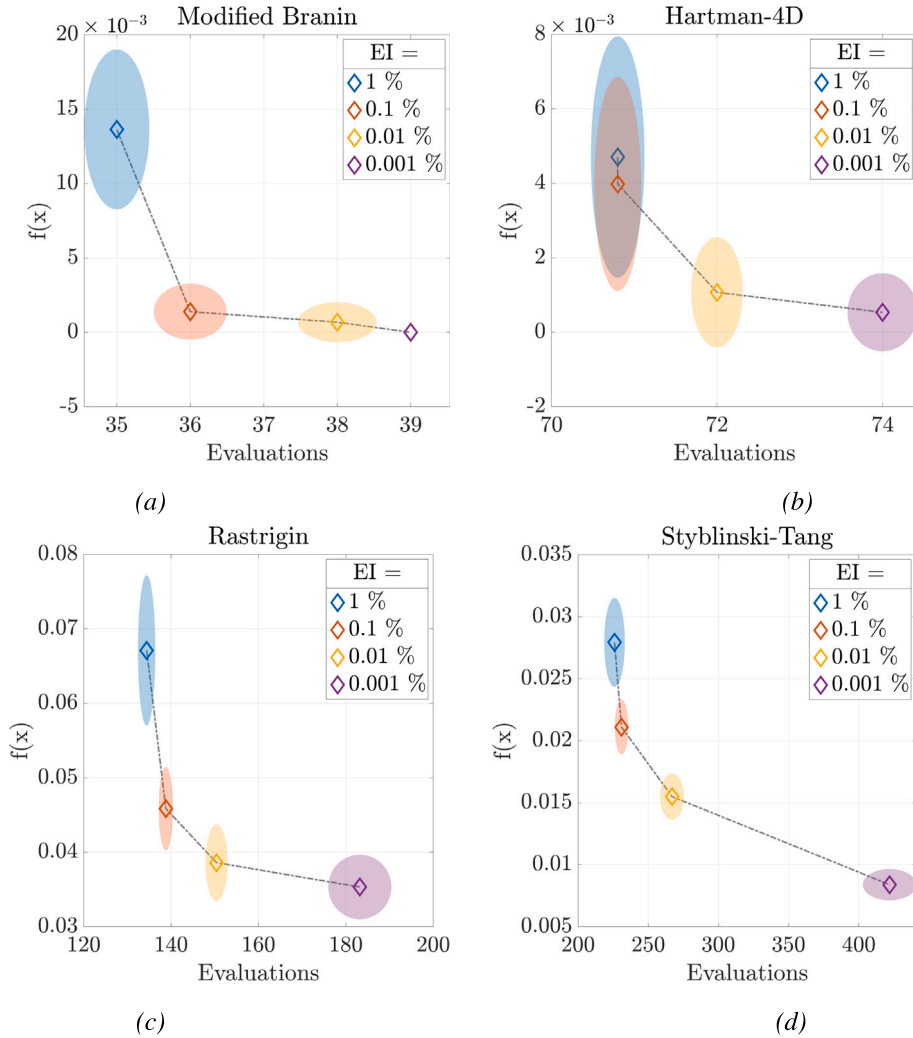 Modified Branin
20 × 10⁻³
15
10
5
0
-5
f(x)
35 36 37 38 39
Evaluations
EI =
1 %
0.1 %
0.01 %
0.001 %
(a)
Hartman-4D
8 × 10⁻³
6
4
2
0
-2
f(x)
70 72 74
Evaluations
EI =
1 %
0.1 %
0.01 %
0.001 %
(b)
Rastrigin
0.08
0.07
0.06
0.05
0.04
0.03
f(x)
120 140 160 180 200
Evaluations
EI =
1 %
0.1 %
0.01 %
0.001 %
(c)
Styblinski-Tang
0.035
0.03
0.025
0.02
0.015
0.01
0.005
f(x)
200 250 300 350 400
Evaluations
EI =
1 %
0.1 %
0.01 %
0.001 %
(d)